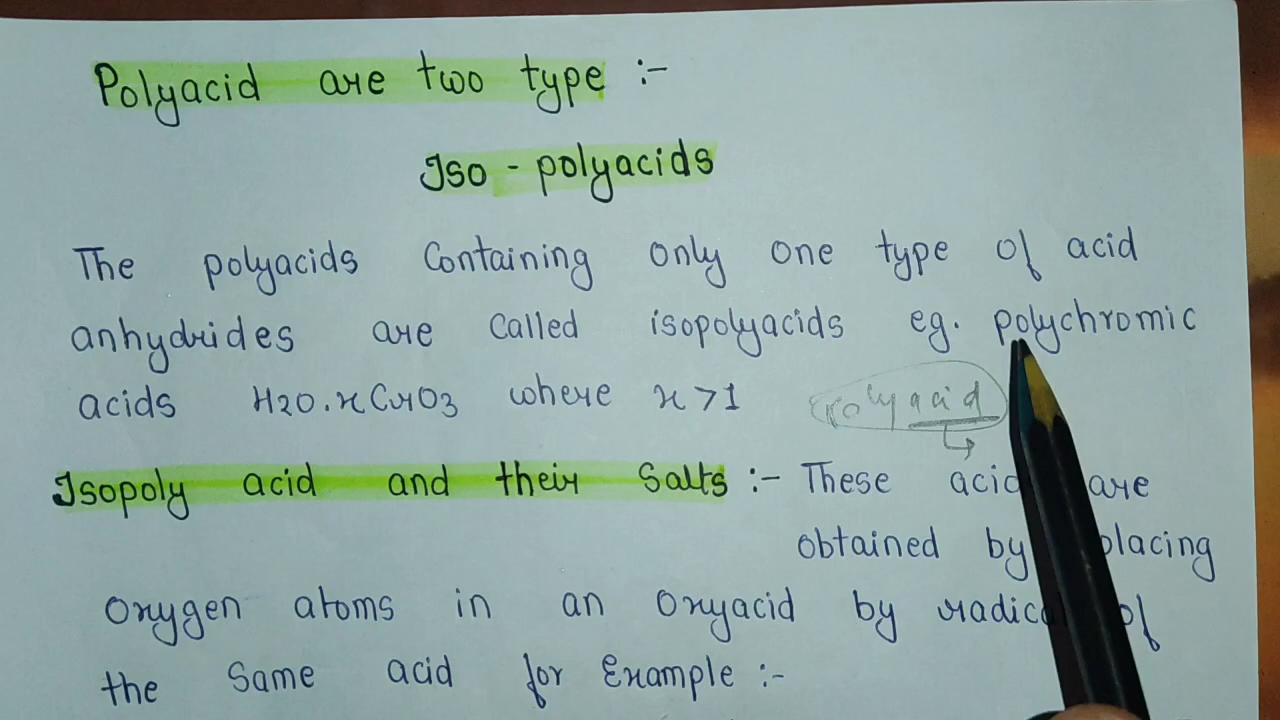 Polyacid are two type :-
Iso - polyacids
The polyacids Containing only one type of acid
anhydrides are called isopolyacids eg. polychromic
acids H2O.xCrO3 where x>1 Polyacid
Isopoly acid and their Salts :- These acid are
obtained by placing
Oxygen atoms in an Oxyacid by of
the Same acid for Example :-